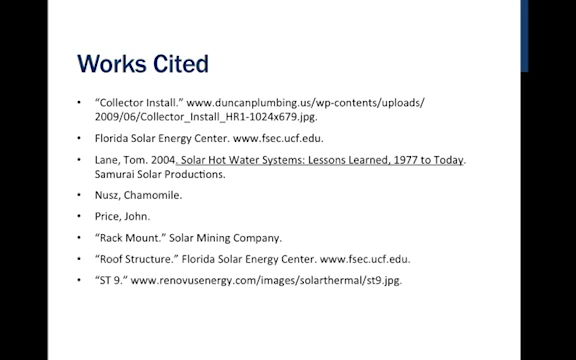 Works Cited
• "Collector Install." www.duncanplumbing.us/wp-contents/uploads/
2009/06/Collector_Install_HR1-1024x679.jpg.
• Florida Solar Energy Center. www.fsec.ucf.edu.
• Lane, Tom. 2004. Solar Hot Water Systems: Lessons Learned, 1977 to Today.
Samurai Solar Productions.
• Nusz, Chamomile.
• Price, John.
• "Rack Mount." Solar Mining Company.
• "Roof Structure." Florida Solar Energy Center. www.fsec.ucf.edu.
• "ST 9." www.renovusenergy.com/images/solarthermal/st9.jpg.